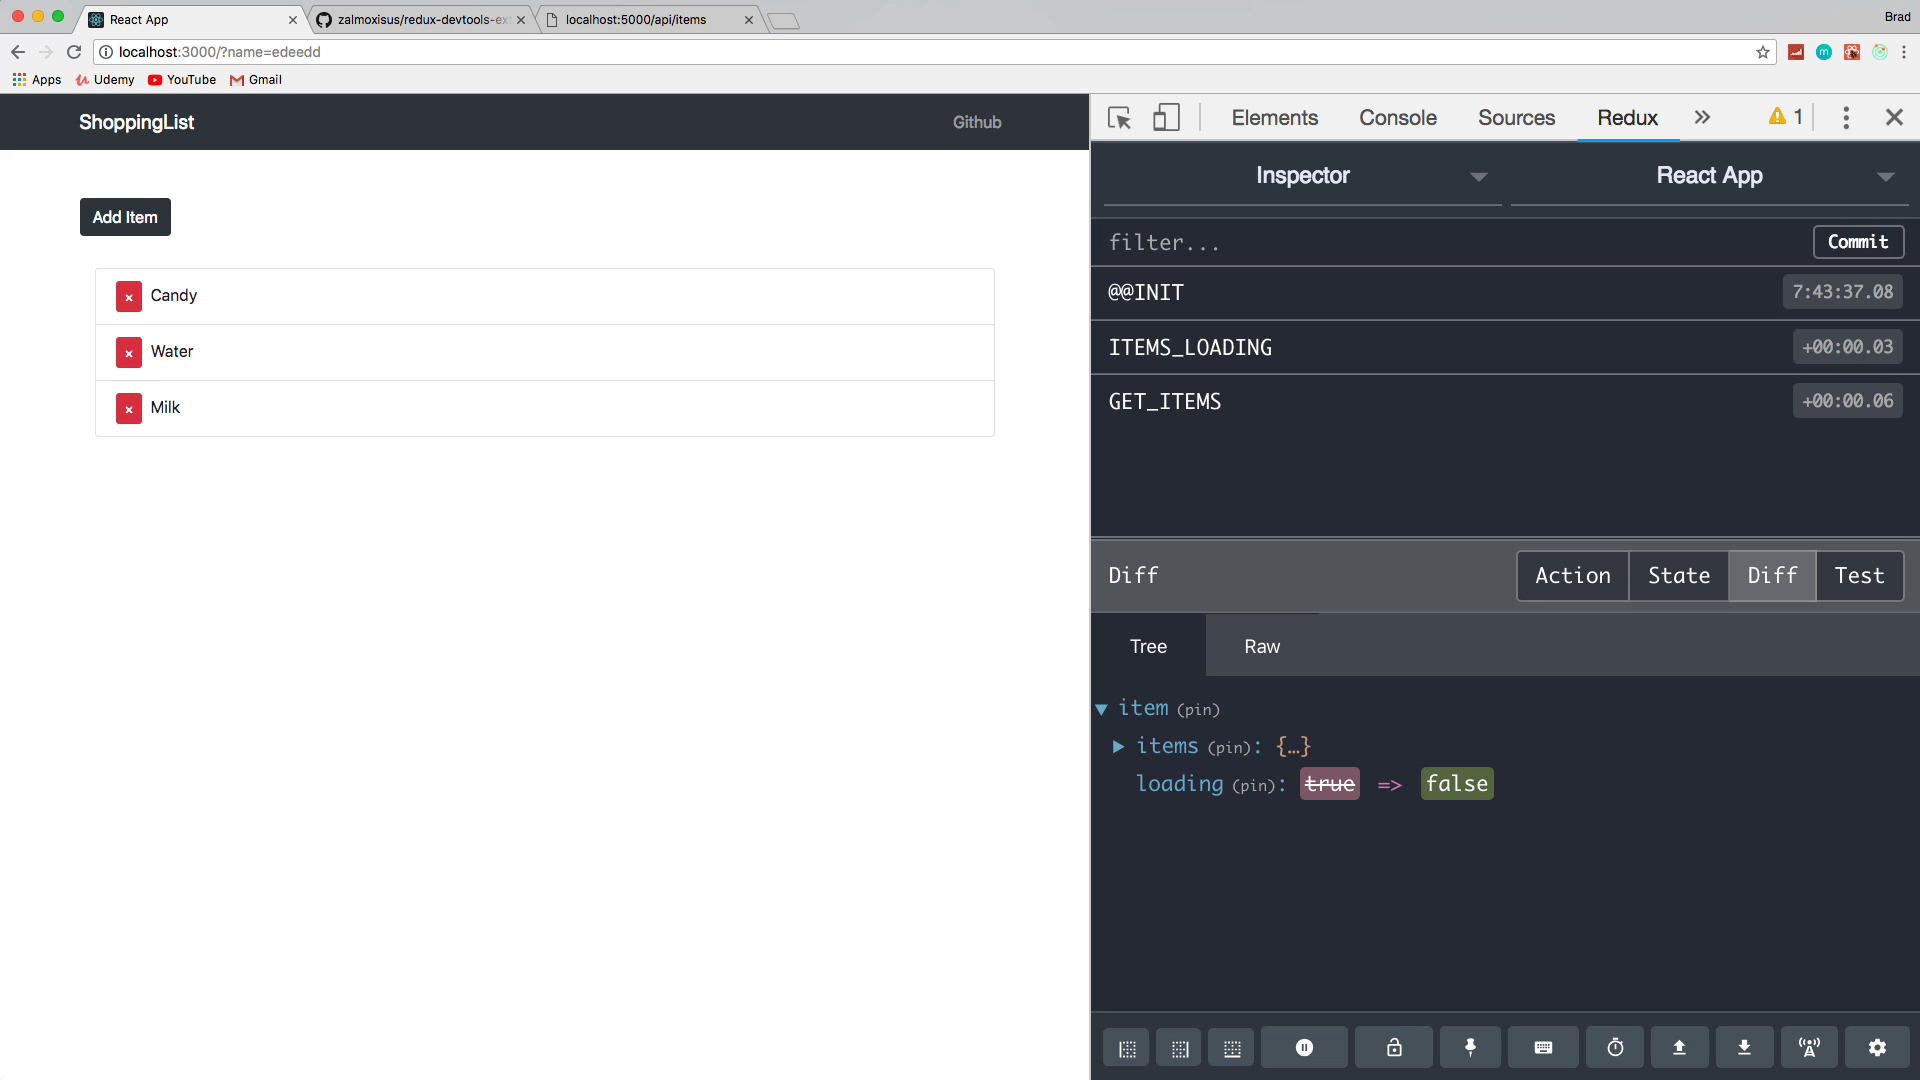 React App
zalmoxisus/redux-devtools-ext
localhost:5000/api/items
Brad
localhost:3000/?name=edeedd
Apps
Udemy
YouTube
Gmail
ShoppingList
Github
Add Item
× Candy
× Water
× Milk
Elements
Console
Sources
Redux
1
Inspector
React App
filter...
Commit
@@INIT
7:43:37.08
ITEMS_LOADING
+00:00.03
GET_ITEMS
+00:00.06
Diff
Action
State
Diff
Test
Tree
Raw
item (pin)
items (pin): {…}
loading (pin): true => false